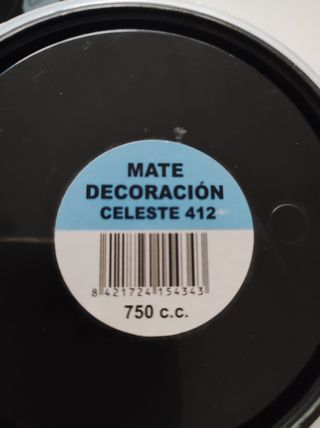 MATE
DECORACIÓN
CELESTE 412
8 421724 154343
750 c.c.